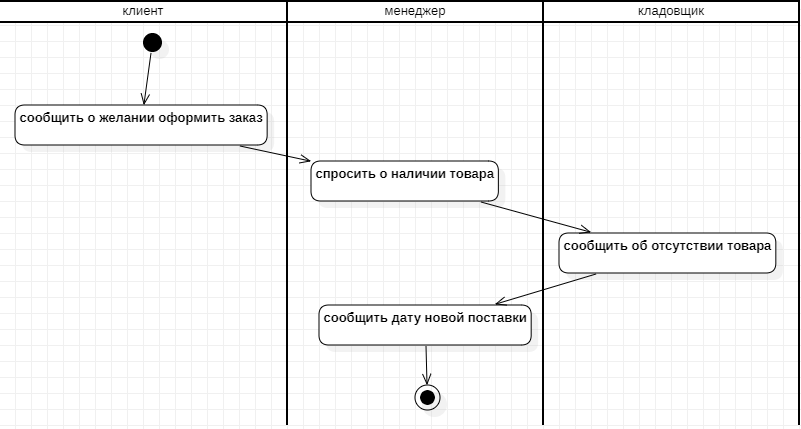 клиент
менеджер
кладовщик
сообщить о желании оформить заказ
спросить о наличии товара
сообщить об отсутствии товара
сообщить дату новой поставки